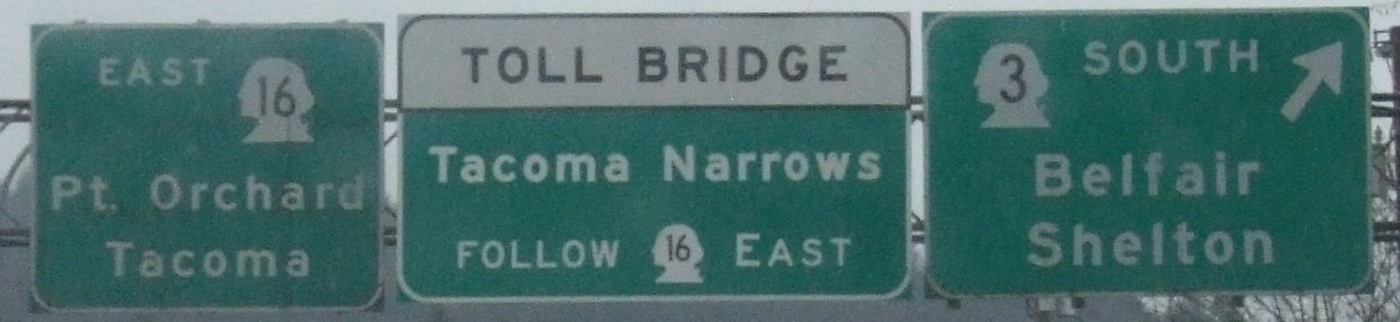 EAST 16
Pt. Orchard
Tacoma
TOLL BRIDGE
Tacoma Narrows
FOLLOW 16 EAST
3 SOUTH
Belfair
Shelton